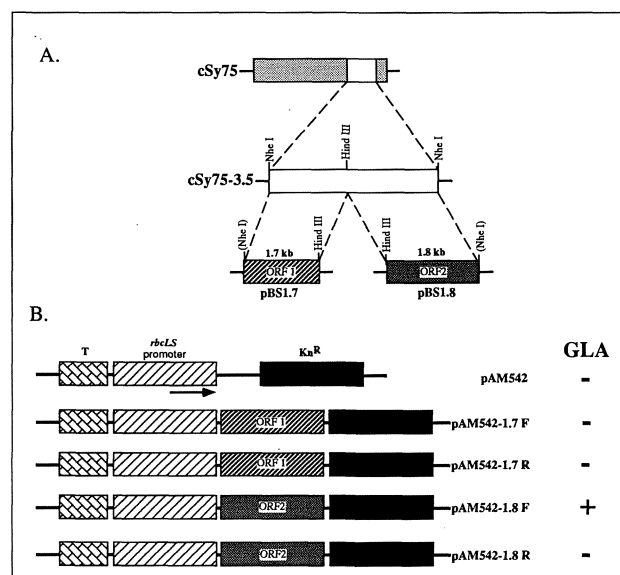 A.
cSy75
Nhe I
Hind III
Nhe I
cSy75-3.5
(Nhe I)
Hind III
Hind III
(Nhe I)
1.7 kb
1.8 kb
ORF 1
ORF2
pBS1.7
pBS1.8
B.
T
rbcLS
promoter
KnR
GLA
pAM542
-
ORF 1
pAM542-1.7 F
-
ORF 1
pAM542-1.7 R
-
ORF2
pAM542-1.8 F
+
ORF2
pAM542-1.8 R
-